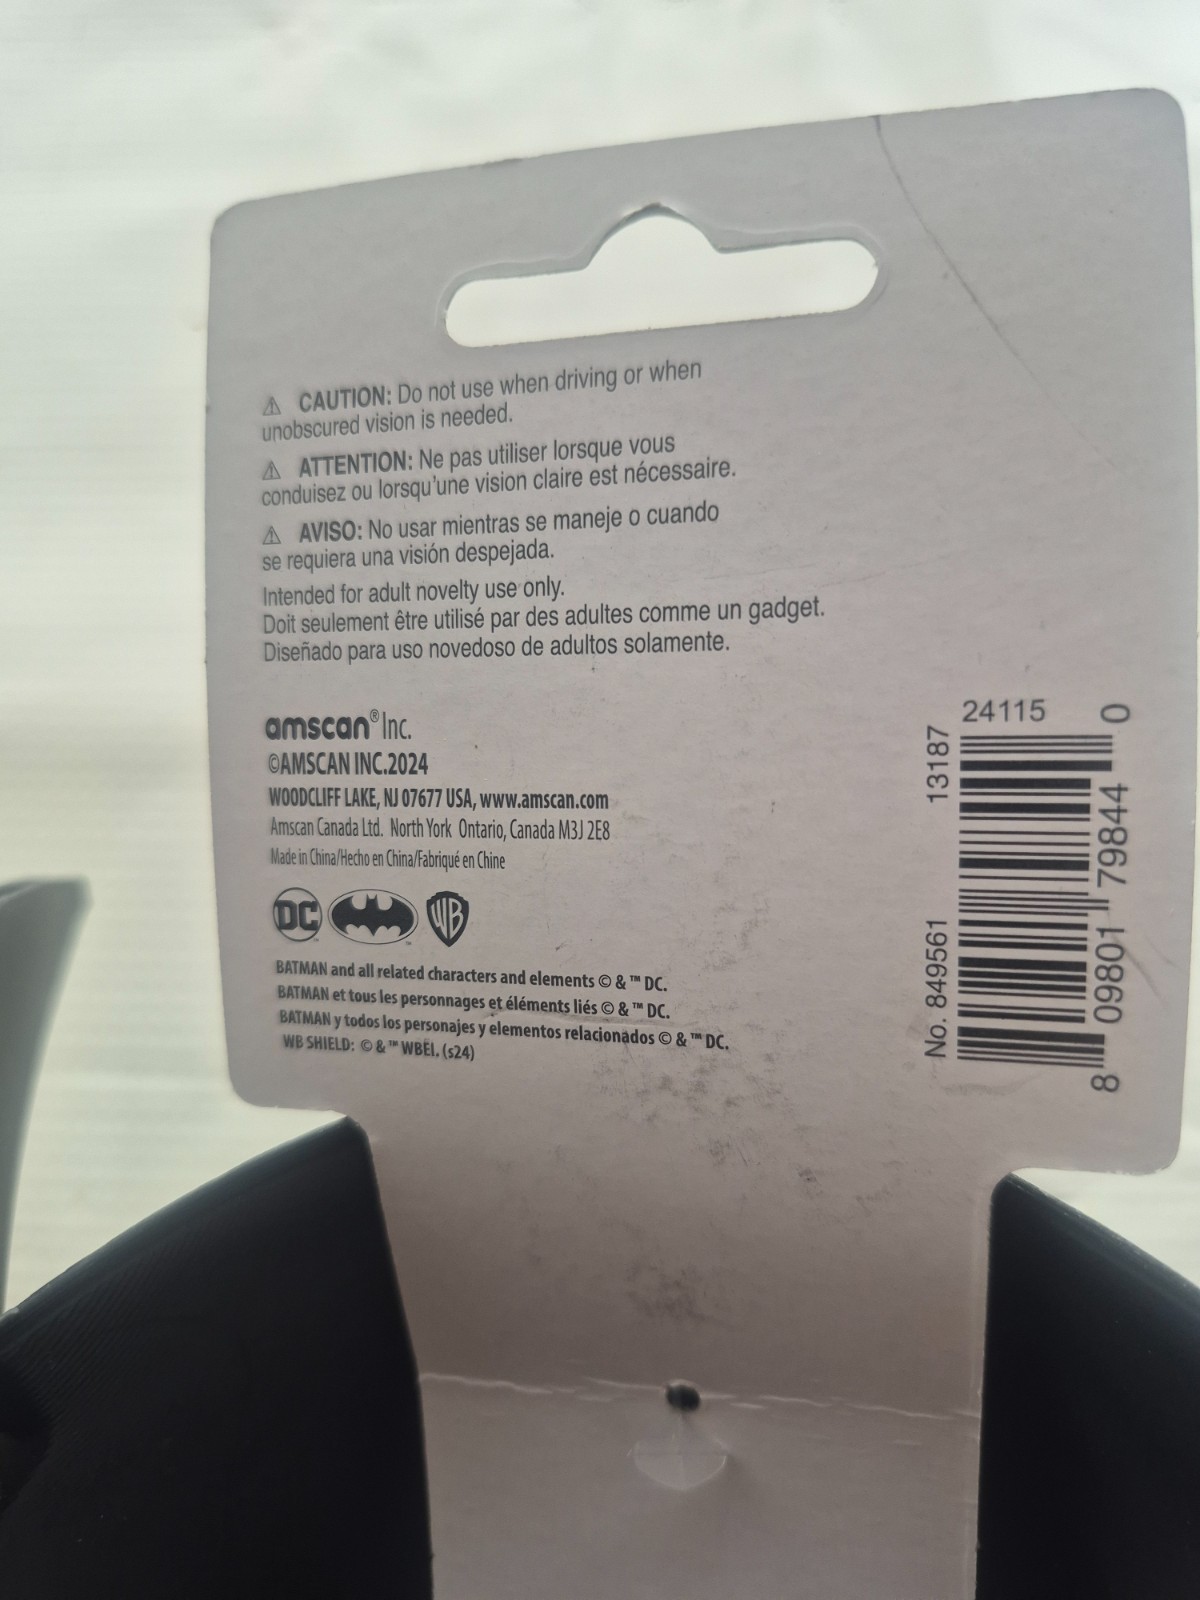 ⚠ CAUTION: Do not use when driving or when
unobscured vision is needed.
⚠ ATTENTION: Ne pas utiliser lorsque vous
conduisez ou lorsqu'une vision claire est nécessaire.
⚠ AVISO: No usar mientras se maneje o cuando
se requiera una visión despejada.
Intended for adult novelty use only.
Doit seulement être utilisé par des adultes comme un gadget.
Diseñado para uso novedoso de adultos solamente.
amscan® Inc.
©AMSCAN INC.2024
WOODCLIFF LAKE, NJ 07677 USA, www.amscan.com
Amscan Canada Ltd. North York Ontario, Canada M3J 2E8
Made in China/Hecho en China/Fabriqué en Chine
DC™ ™ WB
BATMAN and all related characters and elements © & ™ DC.
BATMAN et tous les personnages et éléments liés © & ™ DC.
BATMAN y todos los personajes y elementos relacionados © & ™ DC.
WB SHIELD: © & ™ WBEI. (s24)
24115
No. 849561 13187
8 09801 79844 0